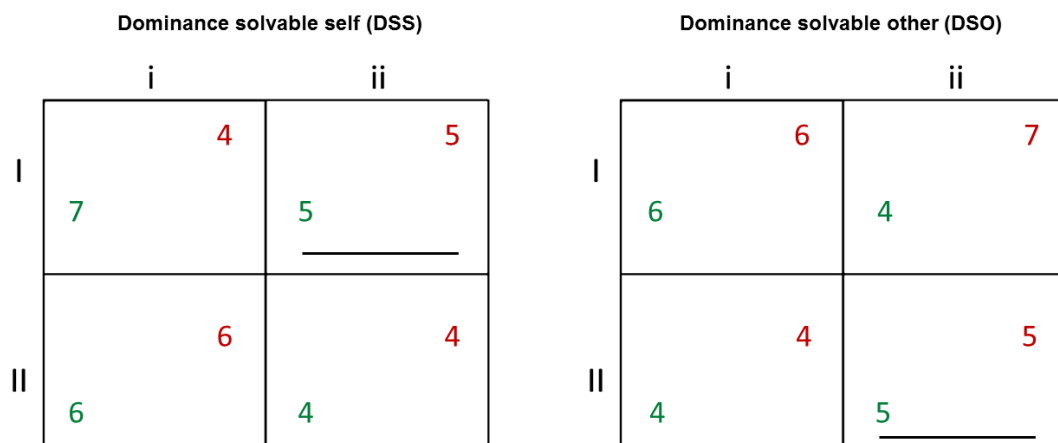 Dominance solvable self (DSS)
i ii
I
4 5
7 5
II
6 4
6 4
Dominance solvable other (DSO)
i ii
I
6 7
6 4
II
4 5
4 5